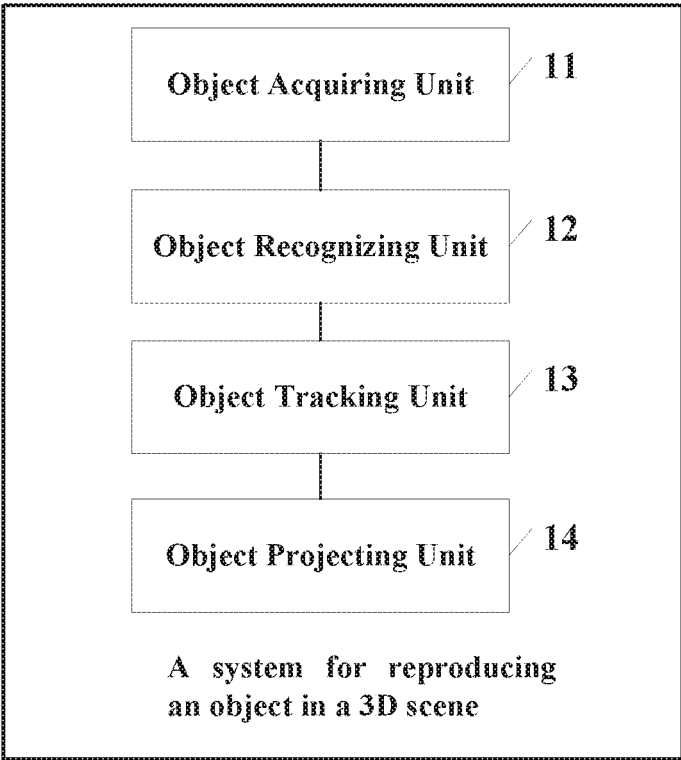 Object Acquiring Unit
11
Object Recognizing Unit
12
Object Tracking Unit
13
Object Projecting Unit
14
A system for reproducing
an object in a 3D scene